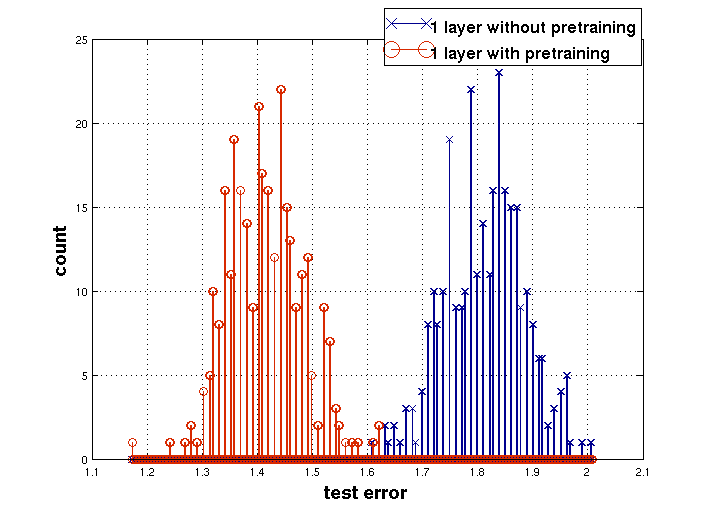 1 layer without pretraining
1 layer with pretraining
25
20
15
10
5
0
count
1.1 1.2 1.3 1.4 1.5 1.6 1.7 1.8 1.9 2 2.1
test error